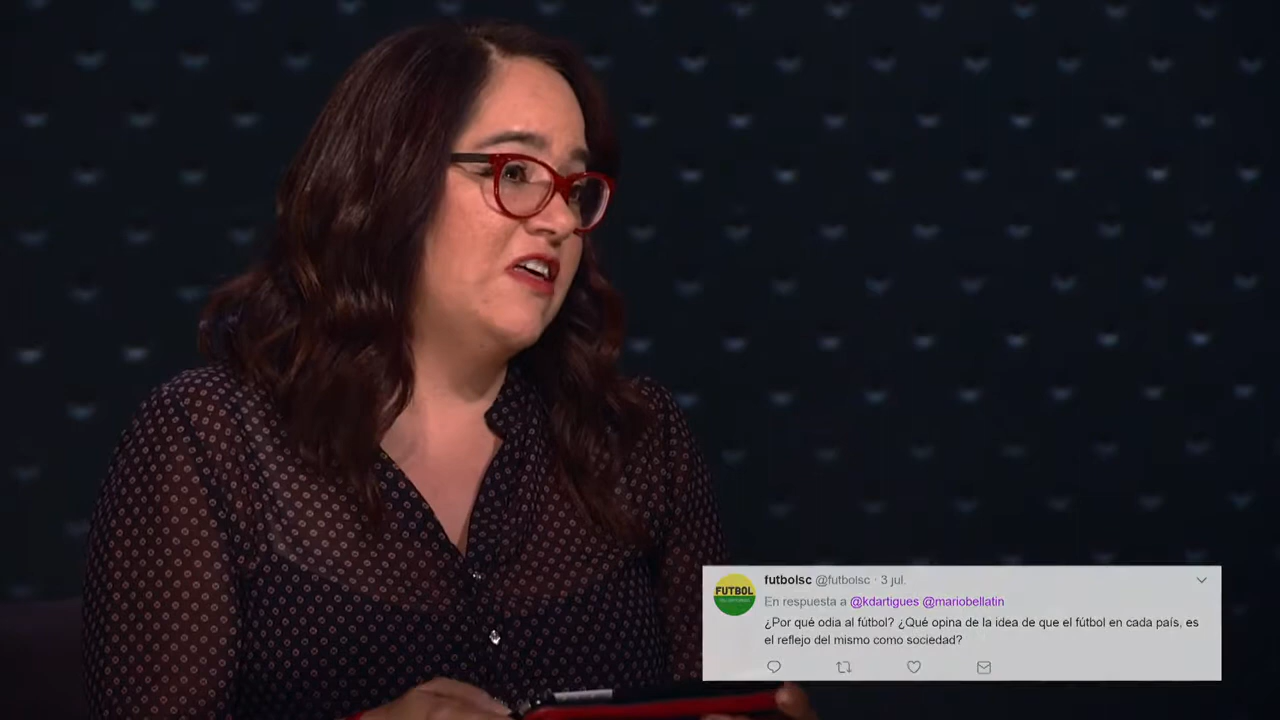 futbolsc @futbolsc · 3 jul.
FUTBOL
En respuesta a @kdartigues @mariobellatin
¿Por qué odia al fútbol? ¿Qué opina de la idea de que el fútbol en cada país, es
el reflejo del mismo como sociedad?